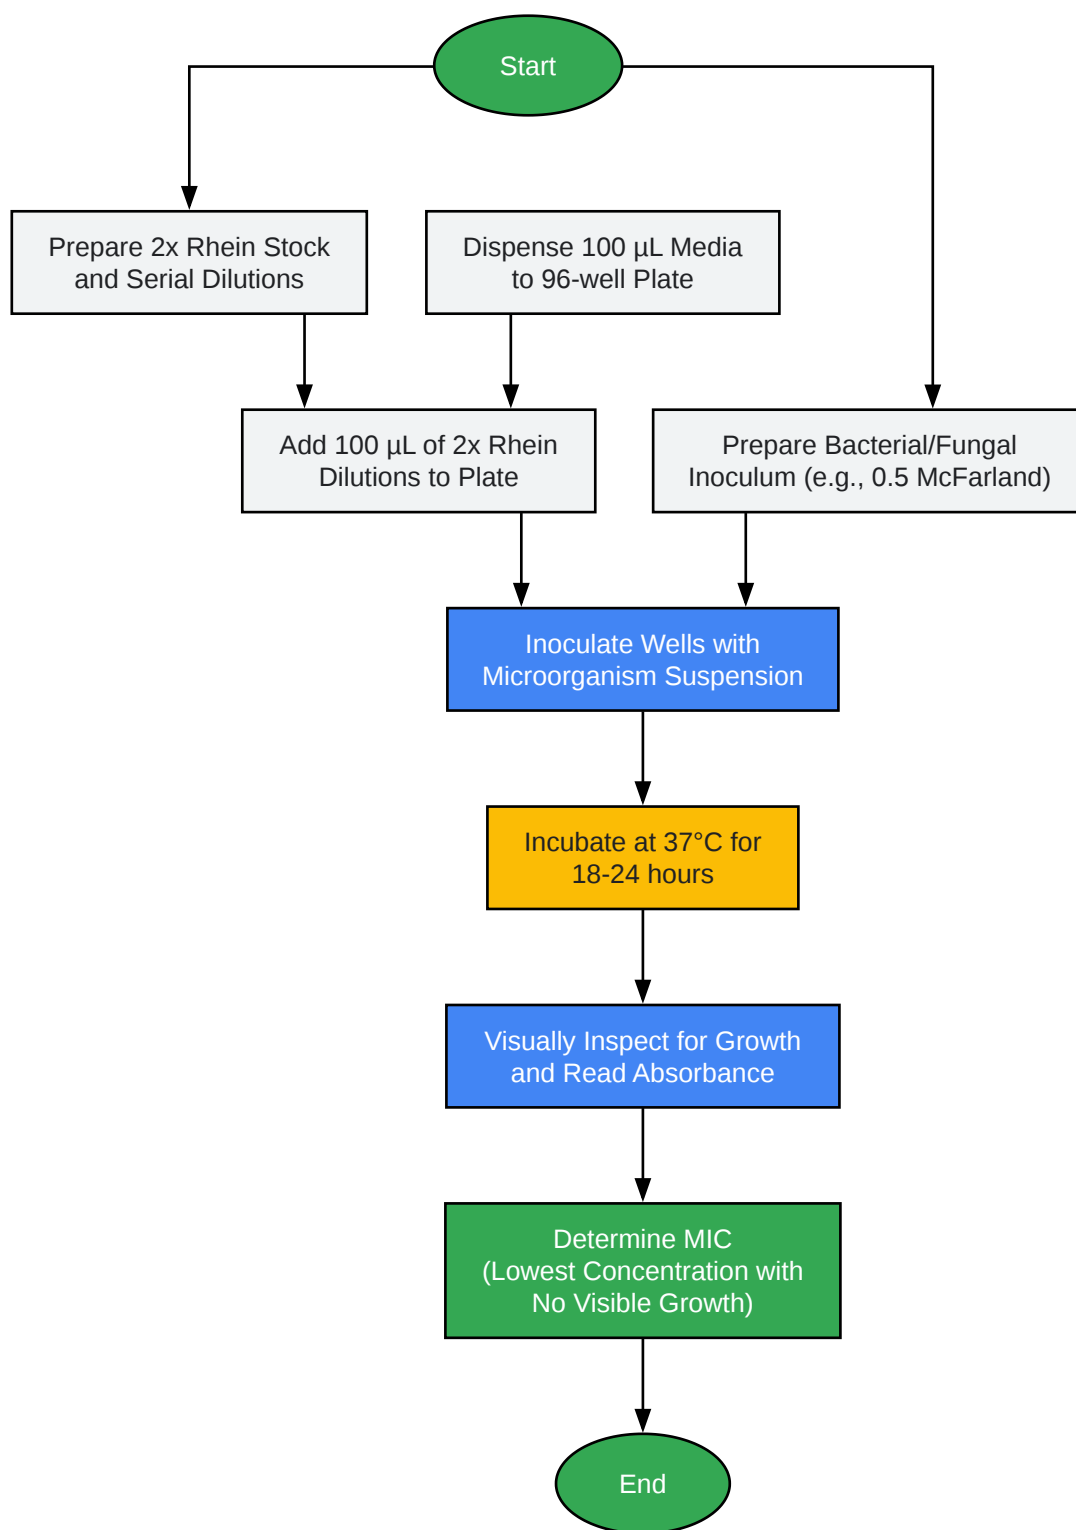 Start
Prepare 2x Rhein Stock
and Serial Dilutions
Dispense 100 µL Media
to 96-well Plate
Add 100 µL of 2x Rhein
Dilutions to Plate
Prepare Bacterial/Fungal
Inoculum (e.g., 0.5 McFarland)
Inoculate Wells with
Microorganism Suspension
Incubate at 37°C for
18-24 hours
Visually Inspect for Growth
and Read Absorbance
Determine MIC
(Lowest Concentration with
No Visible Growth)
End